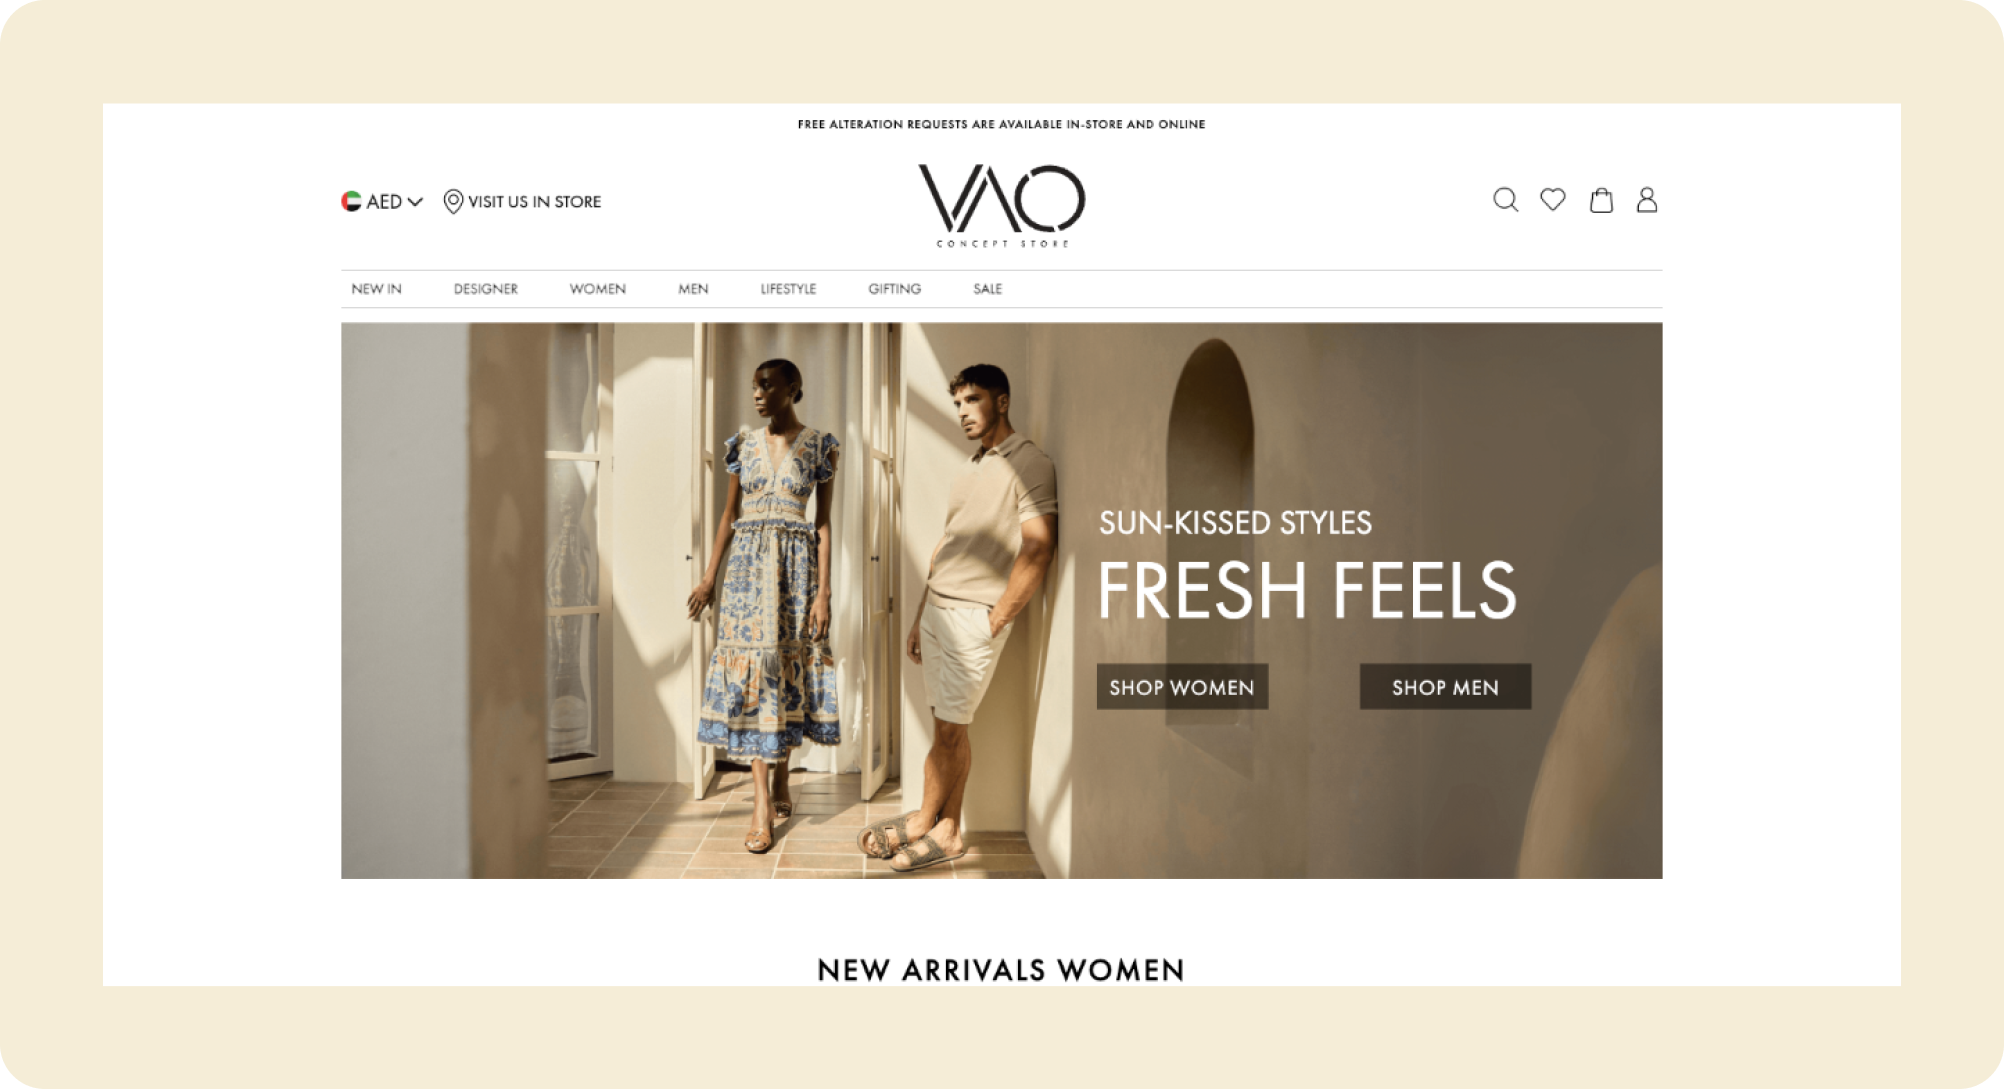 FREE ALTERATION REQUESTS ARE AVAILABLE IN-STORE AND ONLINE
AED
VISIT US IN STORE
VAO
CONCEPT STORE
NEW IN
DESIGNER
WOMEN
MEN
LIFESTYLE
GIFTING
SALE
SUN-KISSED STYLES
FRESH FEELS
SHOP WOMEN
SHOP MEN
NEW ARRIVALS WOMEN